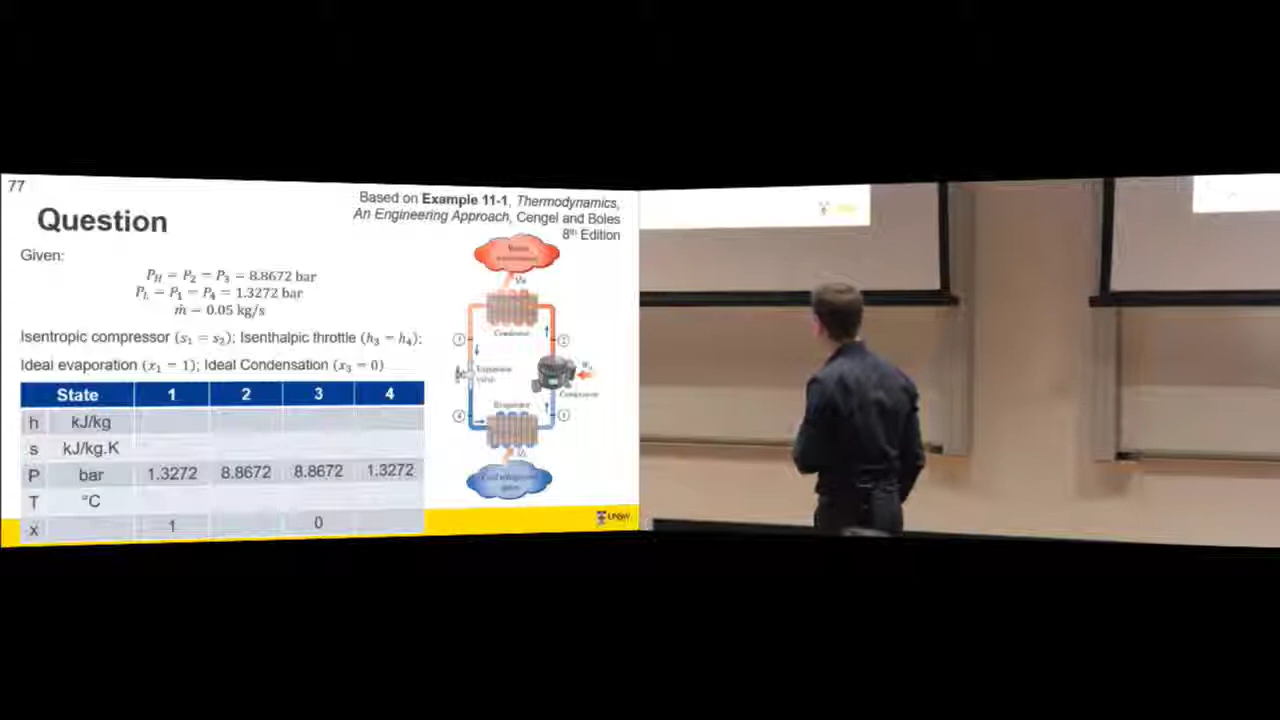 77
Question
Based on Example 11-1, Thermodynamics,
An Engineering Approach, Cengel and Boles
8th Edition
Given:
P_H = P_2 = P_3 = 8.8672 bar
P_L = P_1 = P_4 = 1.3272 bar
ṁ = 0.05 kg/s
Isentropic compressor (s_1 = s_2); Isenthalpic throttle (h_3 = h_4);
Ideal evaporation (x_1 = 1); Ideal Condensation (x_3 = 0)
State 1 2 3 4
h kJ/kg
s kJ/kg.K
P bar 1.3272 8.8672 8.8672 1.3272
T °C
x 1 0
Condenser
Compressor
Evaporator
UNSW